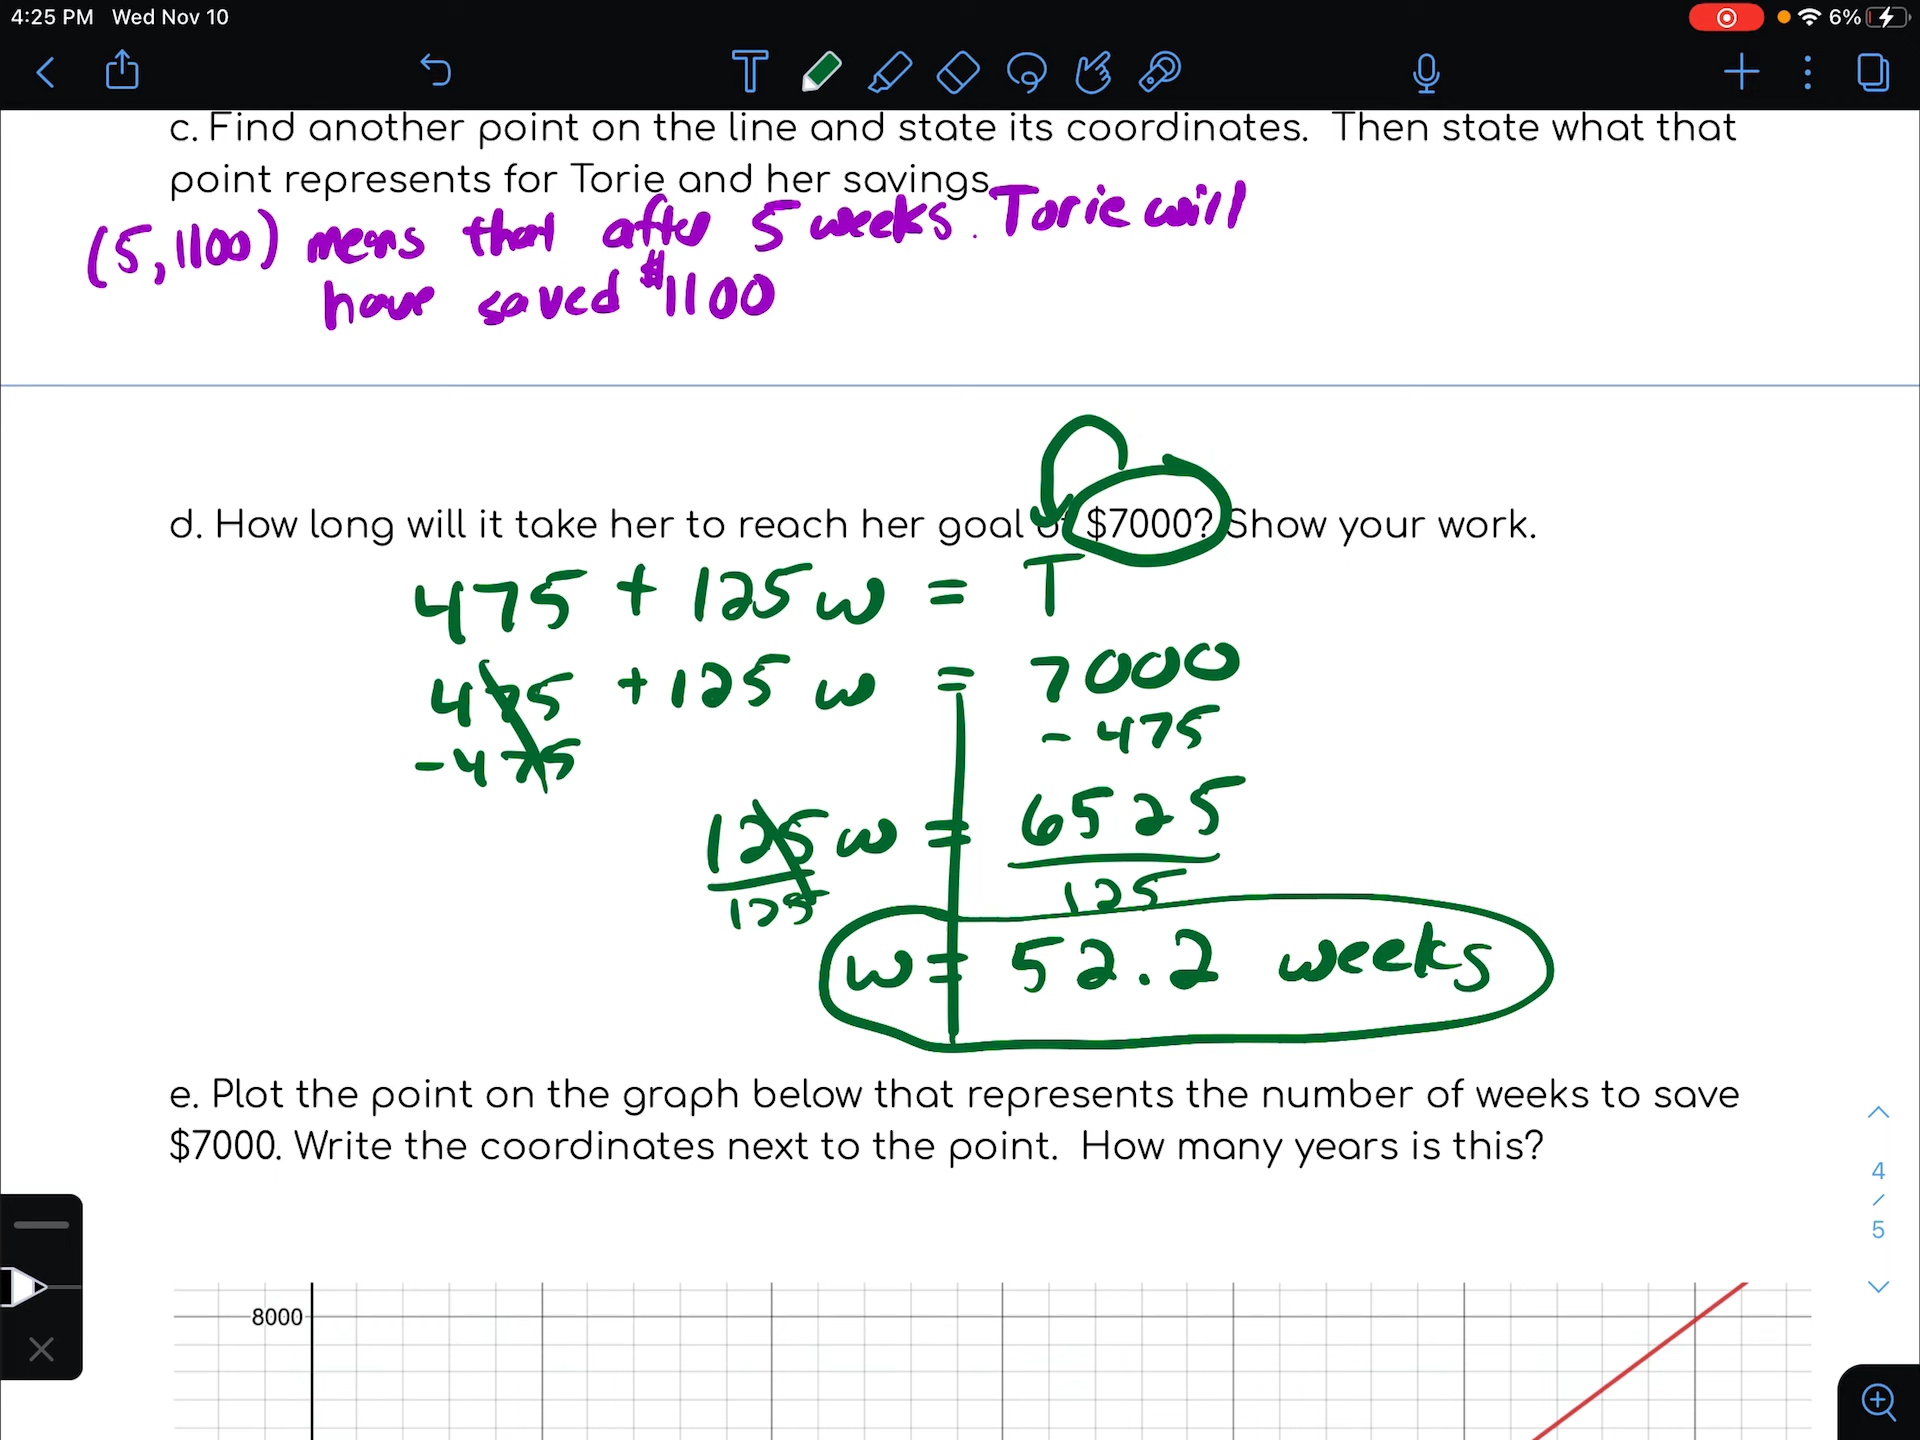 4:25 PM Wed Nov 10 6%
T
c. Find another point on the line and state its coordinates. Then state what that
point represents for Torie and her savings.
(5,1100) means that after 5 weeks. Torie will
have saved $1100
d. How long will it take her to reach her goal of $7000? Show your work.
475 + 125w = T
475 + 125w = 7000
-475 - 475
125w = 6525
125 125
w = 52.2 weeks
e. Plot the point on the graph below that represents the number of weeks to save
$7000. Write the coordinates next to the point. How many years is this?
4
/
5
8000